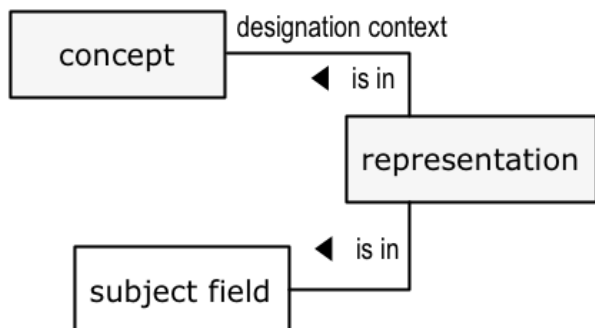 designation context
concept
◀ is in
representation
◀ is in
subject field